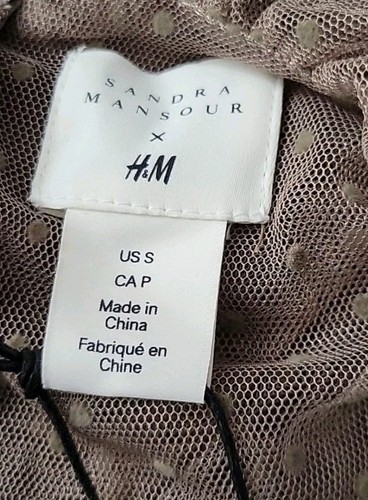 SANDRA
MANSOUR
X
H&M
US S
CA P
Made in
China
Fabriqué en
Chine